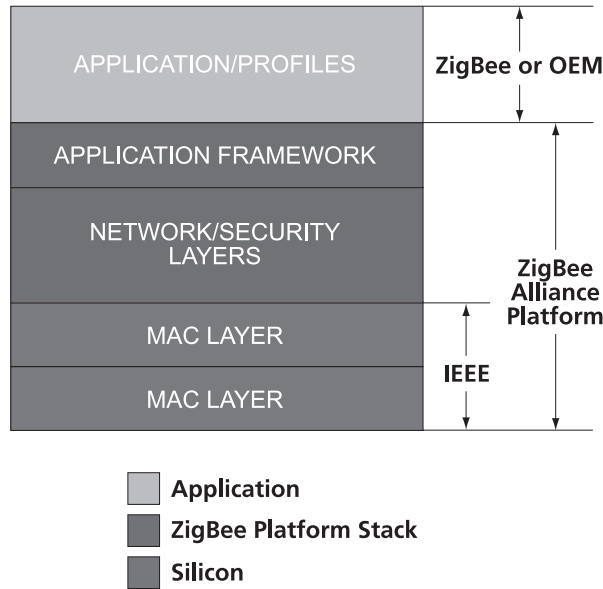 APPLICATION/PROFILES
ZigBee or OEM
APPLICATION FRAMEWORK
NETWORK/SECURITY
LAYERS
ZigBee
Alliance
Platform
MAC LAYER
IEEE
MAC LAYER
Application
ZigBee Platform Stack
Silicon